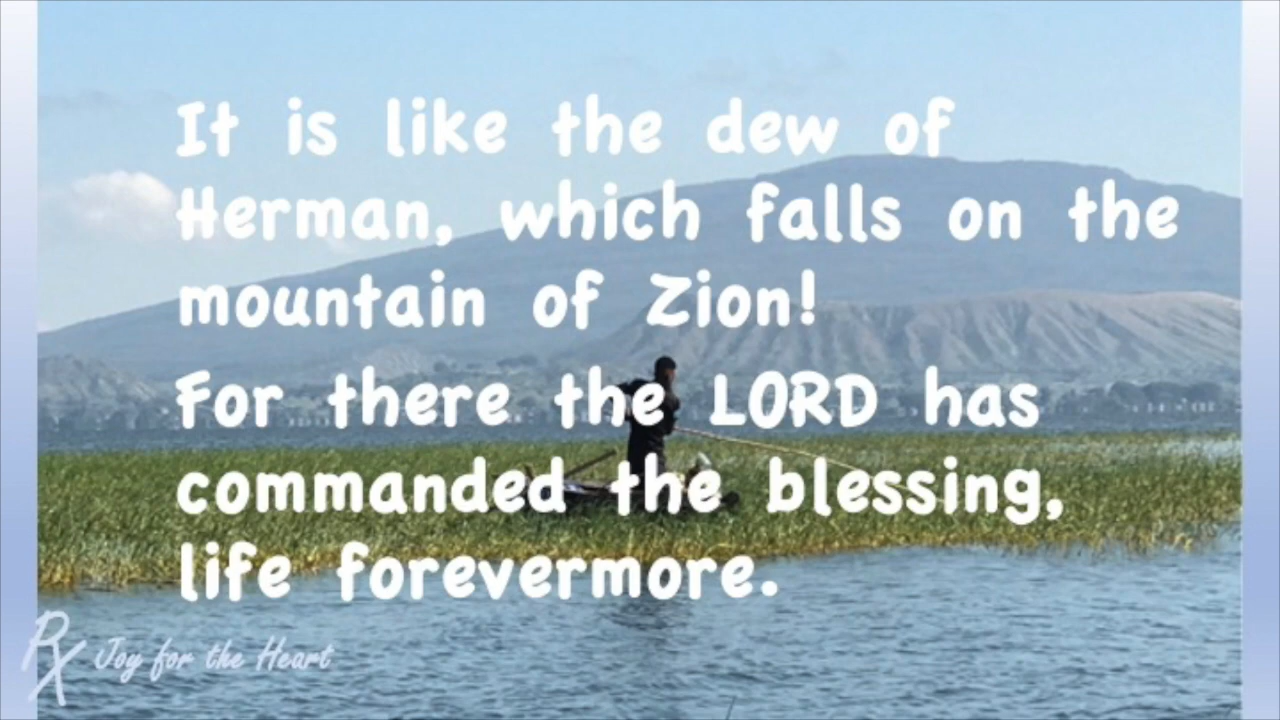 It is like the dew of
Herman, which falls on the
mountain of Zion!
For there the LORD has
commanded the blessing,
life forevermore.
RX Joy for the Heart